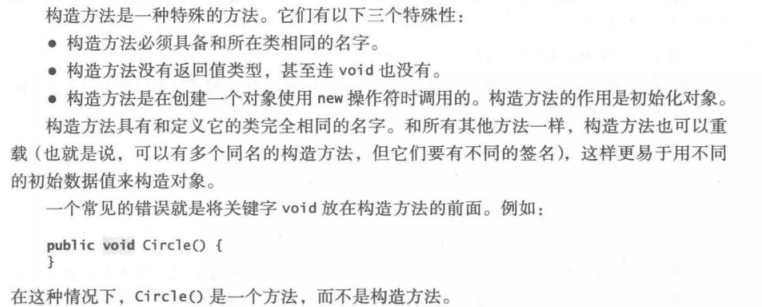 构造方法是一种特殊的方法。它们有以下三个特殊性：
● 构造方法必须具备和所在类相同的名字。
● 构造方法没有返回值类型，甚至连 void 也没有。
● 构造方法是在创建一个对象使用 new 操作符时调用的。构造方法的作用是初始化对象。
构造方法具有和定义它的类完全相同的名字。和所有其他方法一样，构造方法也可以重
载（也就是说，可以有多个同名的构造方法，但它们要有不同的签名），这样更易于用不同
的初始数据值来构造对象。
一个常见的错误就是将关键字 void 放在构造方法的前面。例如：
public void Circle() {
}
在这种情况下，Circle() 是一个方法，而不是构造方法。